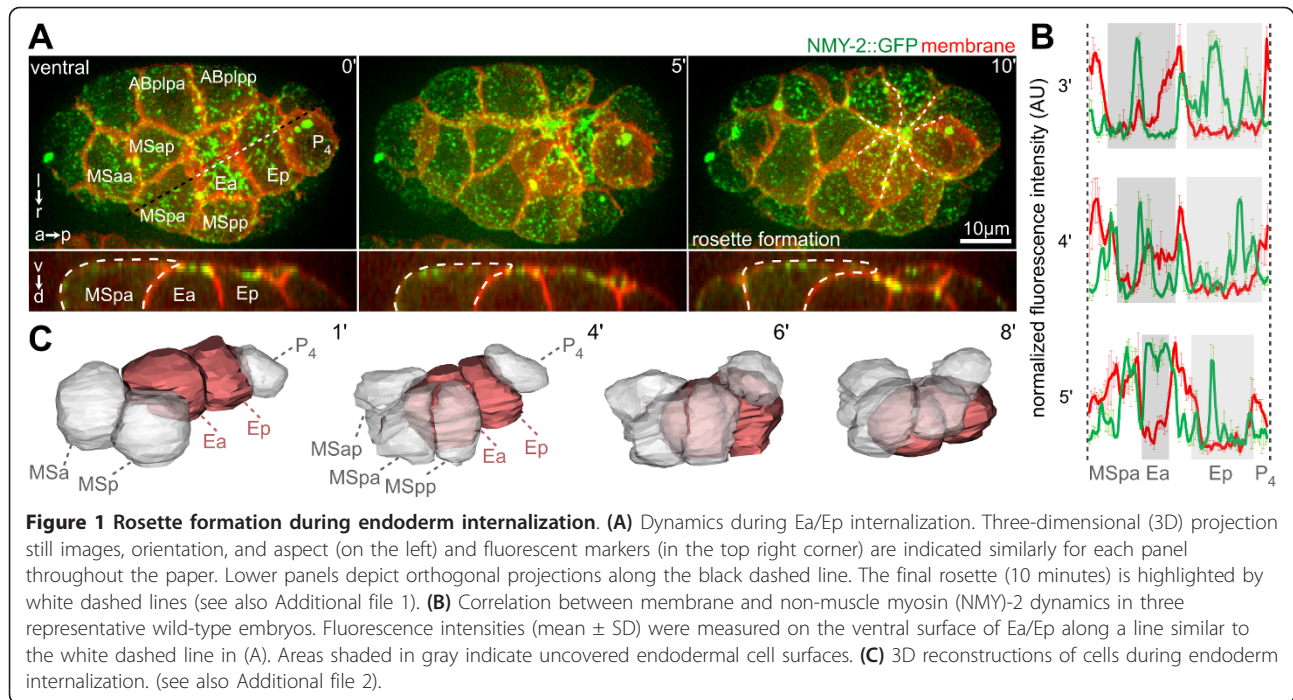 A
NMY-2::GFP membrane
B
ventral
0'
5'
10'
ABplpa
ABplpp
MSap
P4
MSaa
Ea
Ep
MSpa
MSpp
l
r
a→p
rosette formation
10µm
v
d
MSpa
Ea
Ep
normalized fluorescence intensity (AU)
3'
4'
5'
MSpa
Ea
Ep
P4
C
1'
4'
6'
8'
P4
P4
Ea
Ep
MSa
MSp
MSap
MSpa
MSpp
Ea
Ep
Figure 1 Rosette formation during endoderm internalization. (A) Dynamics during Ea/Ep internalization. Three-dimensional (3D) projection
still images, orientation, and aspect (on the left) and fluorescent markers (in the top right corner) are indicated similarly for each panel
throughout the paper. Lower panels depict orthogonal projections along the black dashed line. The final rosette (10 minutes) is highlighted by
white dashed lines (see also Additional file 1). (B) Correlation between membrane and non-muscle myosin (NMY)-2 dynamics in three
representative wild-type embryos. Fluorescence intensities (mean ± SD) were measured on the ventral surface of Ea/Ep along a line similar to
the white dashed line in (A). Areas shaded in gray indicate uncovered endodermal cell surfaces. (C) 3D reconstructions of cells during endoderm
internalization. (see also Additional file 2).